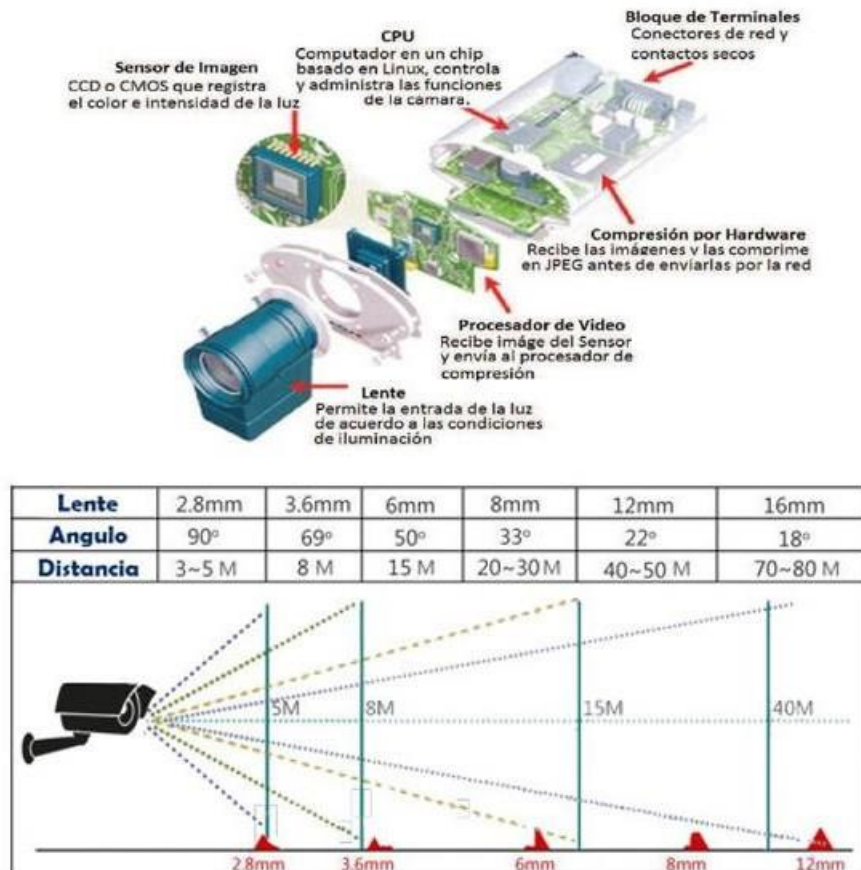 Bloque de Terminales
Conectores de red y
contactos secos
CPU
Computador en un chip
basado en Linux, controla
y administra las funciones
de la cámara.
Sensor de Imagen
CCD o CMOS que registra
el color e intensidad de la luz
Compresión por Hardware
Recibe las imágenes y las comprime
en JPEG antes de enviarlas por la red
Procesador de Video
Recibe imáge del Sensor
y envía al procesador de
compresión
Lente
Permite la entrada de la luz
de acuerdo a las condiciones
de iluminación
Lente 2.8mm 3.6mm 6mm 8mm 12mm 16mm
Angulo 90° 69° 50° 33° 22° 18°
Distancia 3~5 M 8 M 15 M 20~30 M 40~50 M 70~80 M
5M 8M 15M 40M
2.8mm 3.6mm 6mm 8mm 12mm